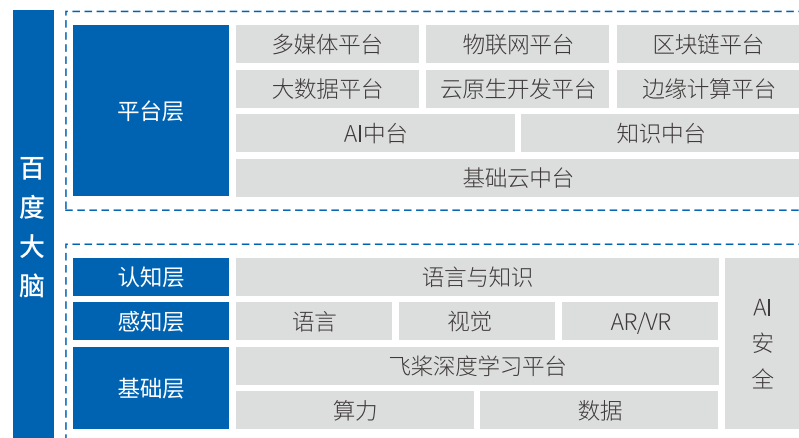 百度大脑
平台层
多媒体平台 物联网平台 区块链平台
大数据平台 云原生开发平台 边缘计算平台
AI中台 知识中台
基础云中台
认知层
语言与知识
感知层
语言 视觉 AR/VR
基础层
飞桨深度学习平台
算力 数据
AI
安
全